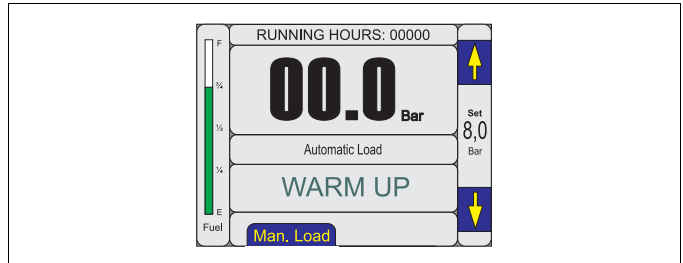 RUNNING HOURS: 00000
F
¾
½
¼
E
Fuel
00.0 Bar
Automatic Load
WARM UP
Man. Load
Set
8,0
Bar